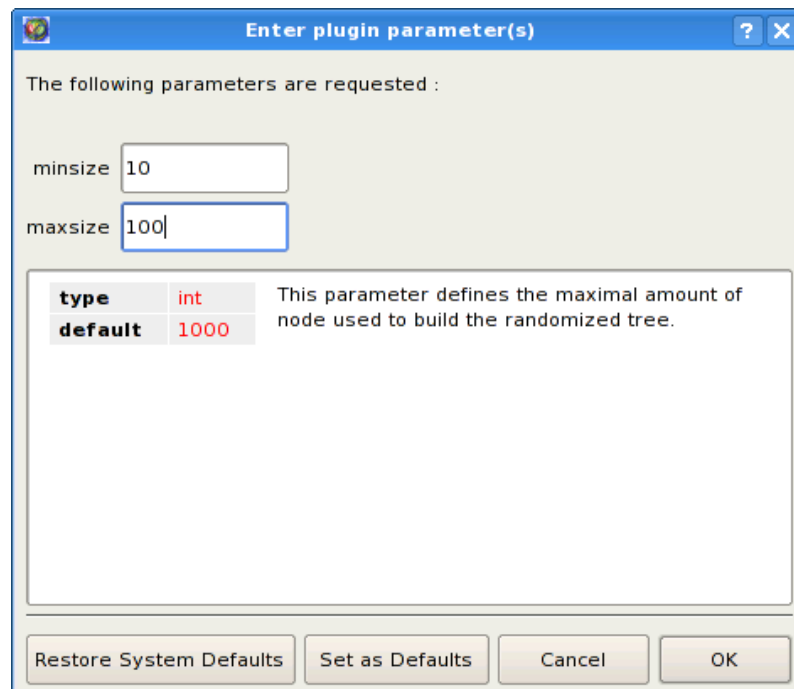 Enter plugin parameter(s)
?
The following parameters are requested :
minsize 10
maxsize 100
type int
default 1000
This parameter defines the maximal amount of
node used to build the randomized tree.
Restore System Defaults Set as Defaults Cancel OK